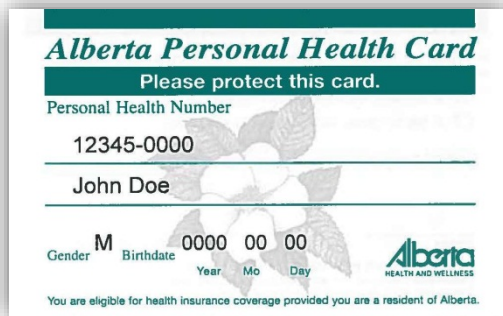 Alberta Personal Health Card
Please protect this card.
Personal Health Number
12345-0000
John Doe
Gender M Birthdate 0000 00 00
Year Mo Day
Alberta
HEALTH AND WELLNESS
You are eligible for health insurance coverage provided you are a resident of Alberta.